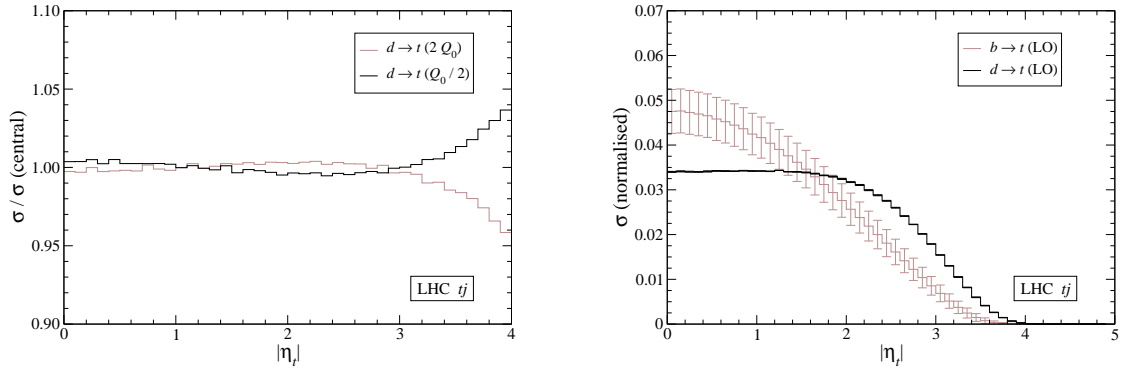 1.10
1.05
1.00
0.95
0.90
σ / σ (central)
d → t (2 Q₀)
d → t (Q₀ / 2)
LHC tj
0 1 2 3 4
|ηₜ|
0.07
0.06
0.05
0.04
0.03
0.02
0.01
0
σ (normalised)
b → t (LO)
d → t (LO)
LHC tj
0 1 2 3 4 5
|ηₜ|